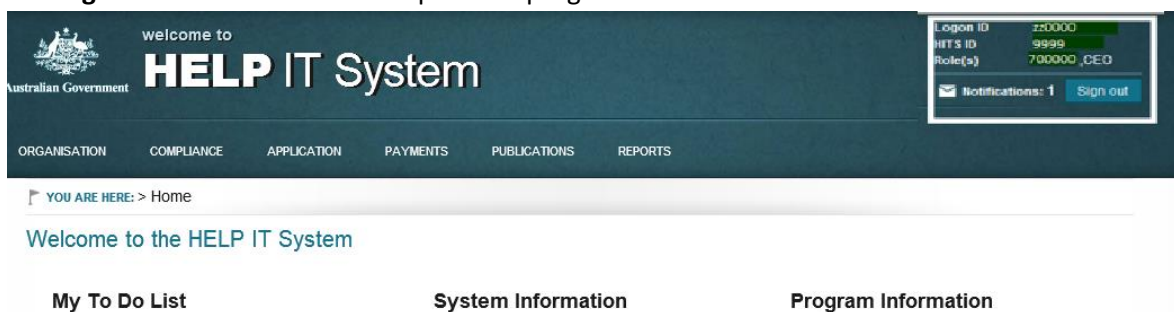 welcome to
HELP IT System
Australian Government
Logon ID zz0000
HITS ID 9999
Role(s) 700000 ,CEO
Notifications: 1 Sign out
ORGANISATION COMPLIANCE APPLICATION PAYMENTS PUBLICATIONS REPORTS
YOU ARE HERE: > Home
Welcome to the HELP IT System
My To Do List System Information Program Information